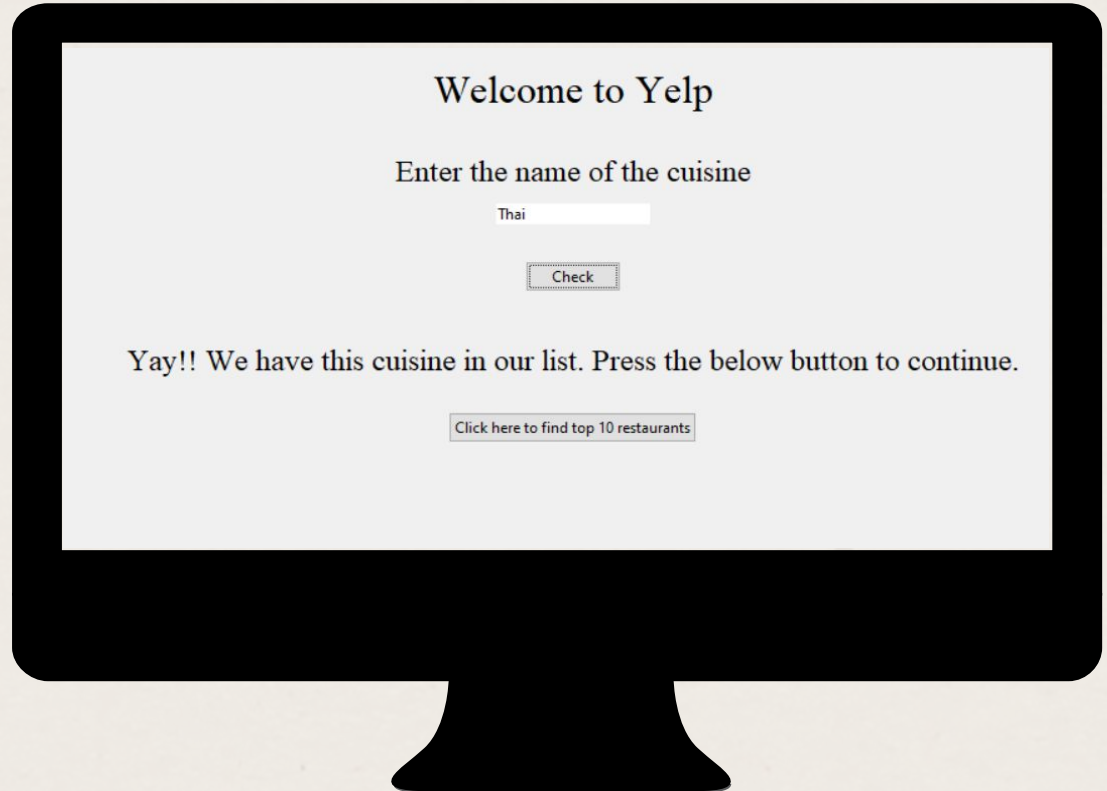 Welcome to Yelp
Enter the name of the cuisine
Thai
Check
Yay!! We have this cuisine in our list. Press the below button to continue.
Click here to find top 10 restaurants